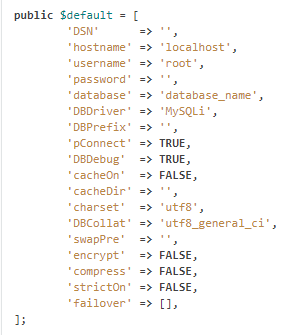 public $default = [
        'DSN'      => '',
        'hostname' => 'localhost',
        'username' => 'root',
        'password' => '',
        'database' => 'database_name',
        'DBDriver' => 'MySQLi',
        'DBPrefix' => '',
        'pConnect' => TRUE,
        'DBDebug'  => TRUE,
        'cacheOn'  => FALSE,
        'cacheDir' => '',
        'charset'  => 'utf8',
        'DBCollat' => 'utf8_general_ci',
        'swapPre'  => '',
        'encrypt'  => FALSE,
        'compress' => FALSE,
        'strictOn' => FALSE,
        'failover' => [],
];